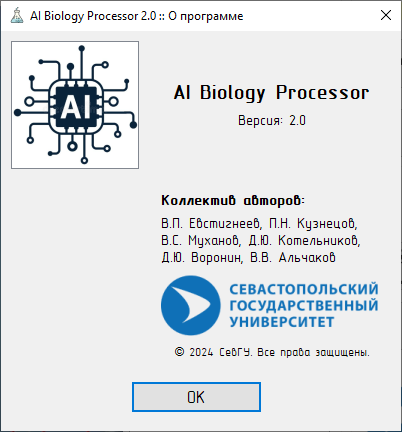 AI Biology Processor 2.0 :: О программе
AI
AI Biology Processor
Версия: 2.0
Коллектив авторов:
В.П. Евстигнеев, П.Н. Кузнецов,
В.С. Муханов, Д.Ю. Котельников,
Д.Ю. Воронин, В.В. Альчаков
СЕВАСТОПОЛЬСКИЙ
ГОСУДАРСТВЕННЫЙ
УНИВЕРСИТЕТ
© 2024 СевГУ. Все права защищены.
OK